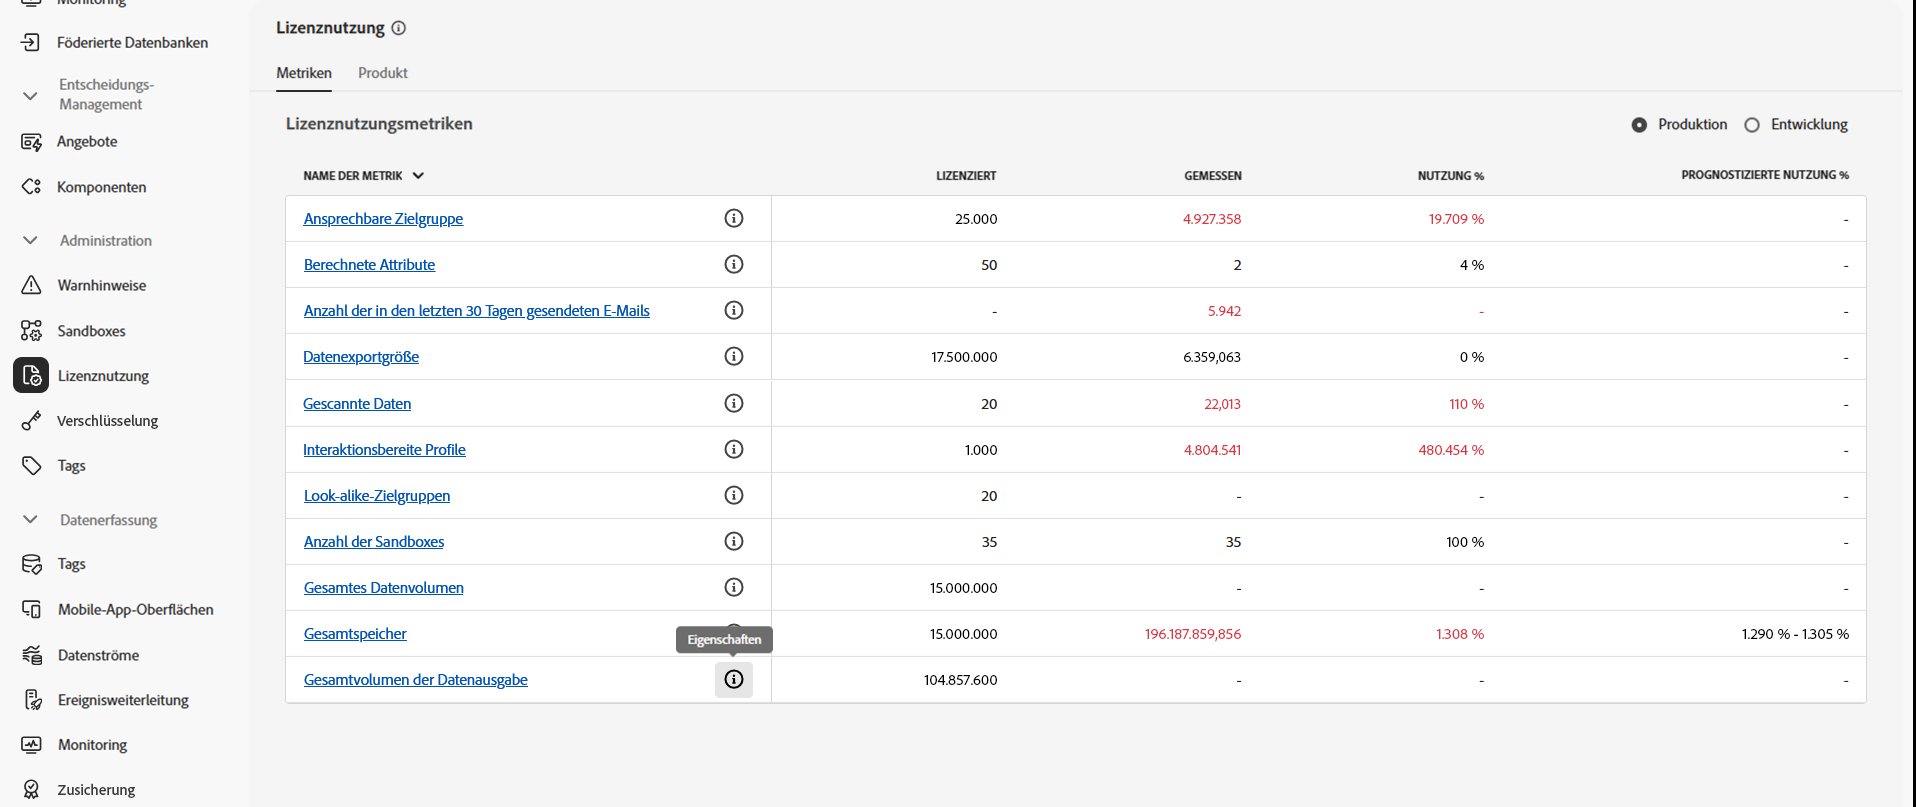 Monitoring
Föderierte Datenbanken
Entscheidungs-
Management
Angebote
Komponenten
Administration
Warnhinweise
Sandboxes
Lizenznutzung
Verschlüsselung
Tags
Datenerfassung
Tags
Mobile-App-Oberflächen
Datenströme
Ereignisweiterleitung
Monitoring
Zusicherung
Lizenznutzung
Metriken Produkt
Lizenznutzungsmetriken
Produktion Entwicklung
NAME DER METRIK LIZENZIERT GEMESSEN NUTZUNG % PROGNOSTIZIERTE NUTZUNG %
Ansprechbare Zielgruppe 25.000 4.927.358 19.709 % -
Berechnete Attribute 50 2 4 % -
Anzahl der in den letzten 30 Tagen gesendeten E-Mails - 5.942 - -
Datenexportgröße 17.500.000 6.359,063 0 % -
Gescannte Daten 20 22,013 110 % -
Interaktionsbereite Profile 1.000 4.804.541 480.454 % -
Look-alike-Zielgruppen 20 - - -
Anzahl der Sandboxes 35 35 100 % -
Gesamtes Datenvolumen 15.000.000 - - -
Gesamtspeicher 15.000.000 196.187.859,856 1.308 % 1.290 % - 1.305 %
Eigenschaften
Gesamtvolumen der Datenausgabe 104.857.600 - - -